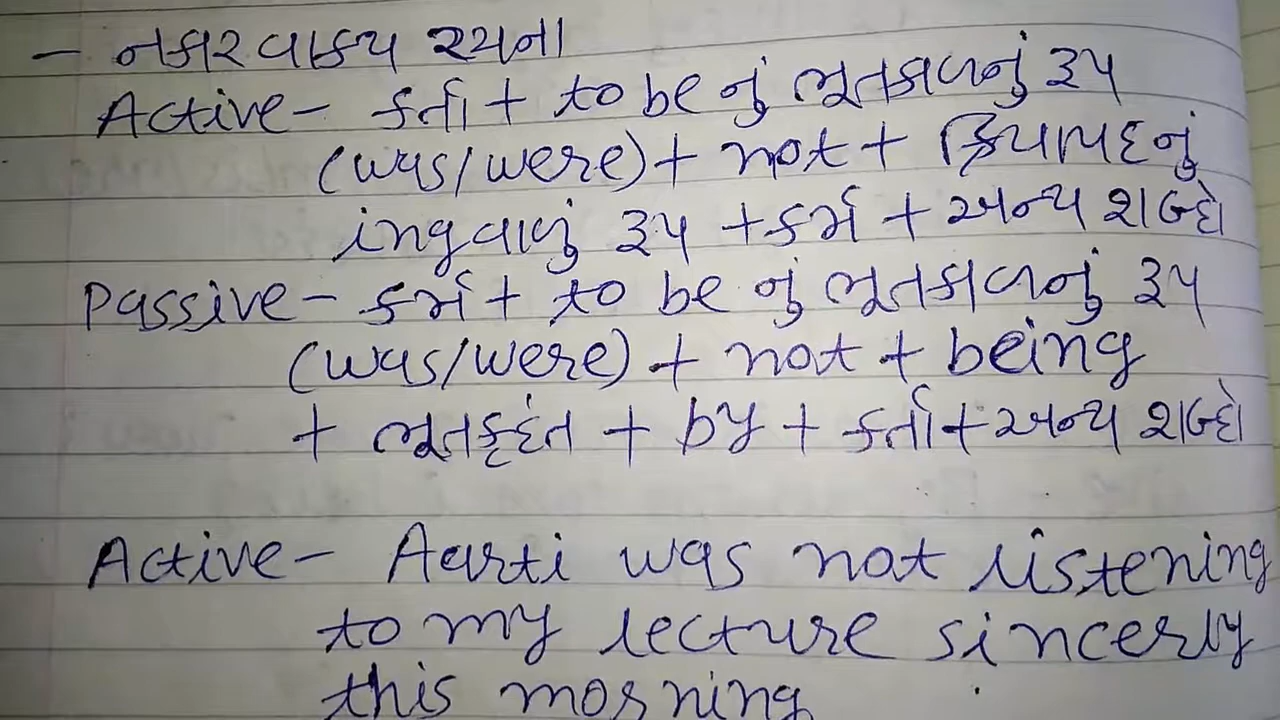 - નકાર વાક્ય રચના
Active - કર્તા + to be નું ભૂતકાળનું રૂપ
(was/were) + not + ક્રિયાપદનું
ingવાળું રૂપ + કર્મ + અન્ય શબ્દો
Passive - કર્મ + to be નું ભૂતકાળનું રૂપ
(was/were) + not + being
+ ભૂતકૃદંત + by + કર્તા + અન્ય શબ્દો
Active - Aarti was not listening
to my lecture sincerly
this morning